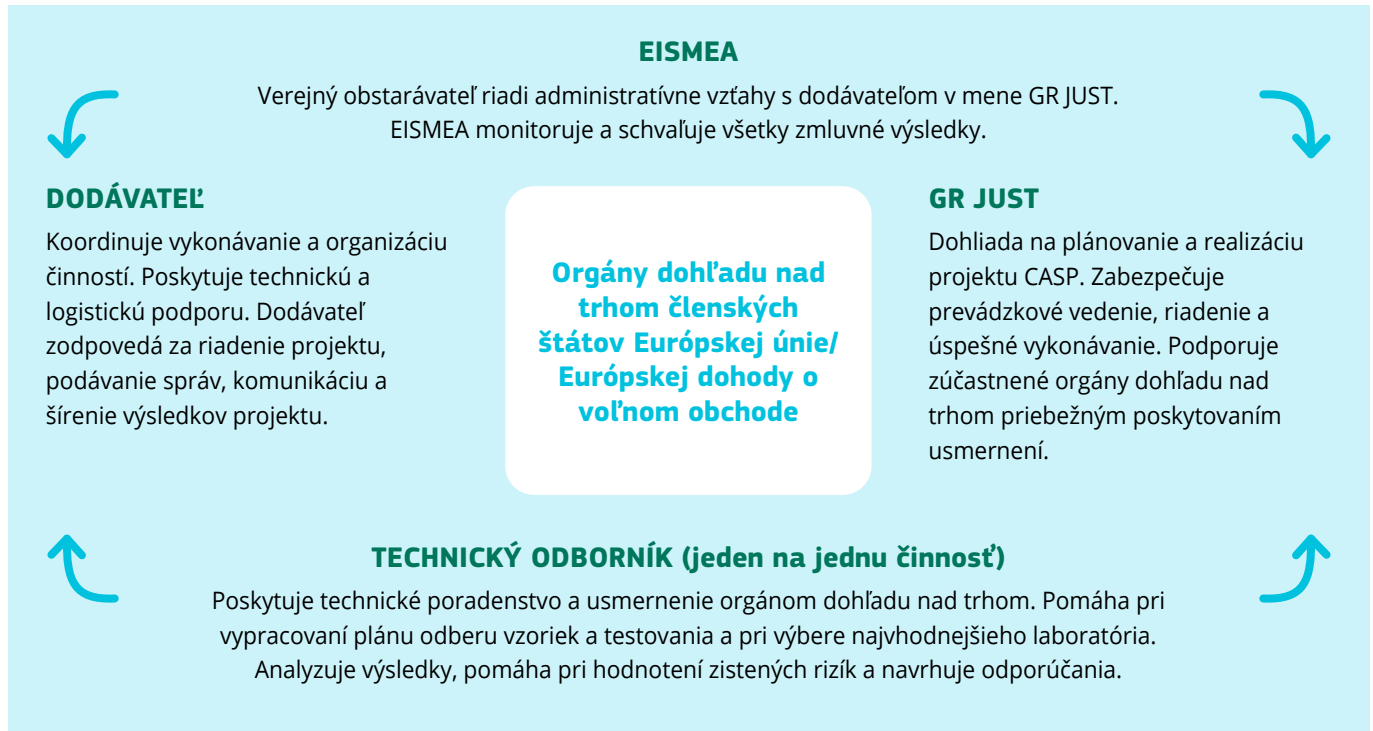 EISMEA
Verejný obstarávateľ riadi administratívne vzťahy s dodávateľom v mene GR JUST.
EISMEA monitoruje a schvaľuje všetky zmluvné výsledky.
DODÁVATEĽ
Koordinuje vykonávanie a organizáciu
činností. Poskytuje technickú a
logistickú podporu. Dodávateľ
zodpovedá za riadenie projektu,
podávanie správ, komunikáciu a
šírenie výsledkov projektu.
Orgány dohľadu nad
trhom členských
štátov Európskej únie/
Európskej dohody o
voľnom obchode
GR JUST
Dohliada na plánovanie a realizáciu
projektu CASP. Zabezpečuje
prevádzkové vedenie, riadenie a
úspešné vykonávanie. Podporuje
zúčastnené orgány dohľadu nad
trhom priebežným poskytovaním
usmernení.
TECHNICKÝ ODBORNÍK (jeden na jednu činnosť)
Poskytuje technické poradenstvo a usmernenie orgánom dohľadu nad trhom. Pomáha pri
vypracovaní plánu odberu vzoriek a testovania a pri výbere najvhodnejšieho laboratória.
Analyzuje výsledky, pomáha pri hodnotení zistených rizík a navrhuje odporúčania.